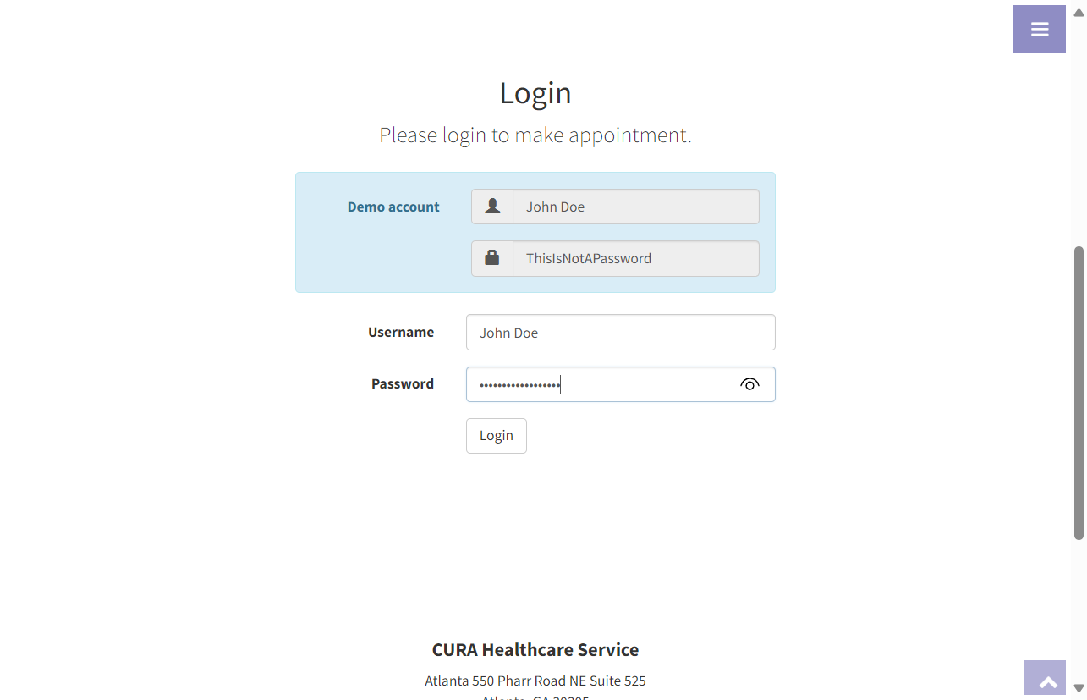 Login
Please login to make appointment.
Demo account
John Doe
ThisIsNotAPassword
Username
John Doe
Password
••••••••••••••••••
Login
CURA Healthcare Service
Atlanta 550 Pharr Road NE Suite 525